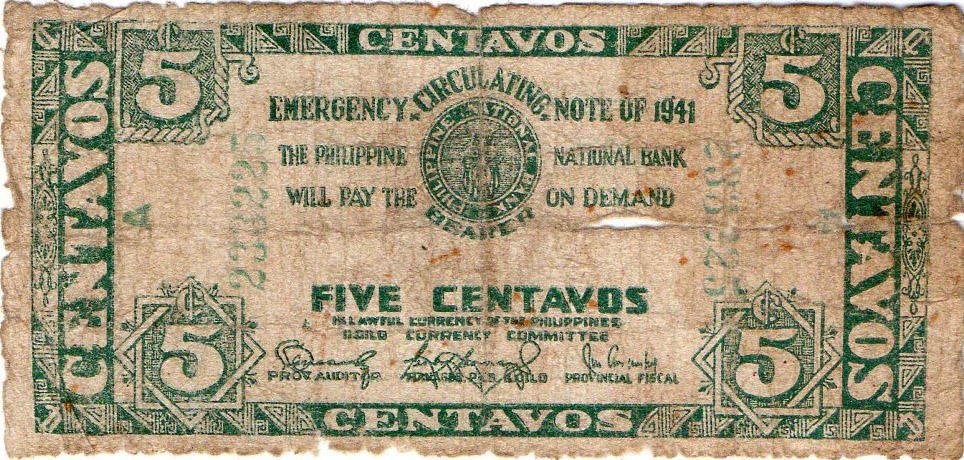 CENTAVOS
5
5
CENTAVOS
CENTAVOS
EMERGENCY CIRCULATING NOTE OF 1941
THE PHILIPPINE NATIONAL BANK
WILL PAY THE BEARER ON DEMAND
A
FIVE CENTAVOS
IN LAWFUL CURRENCY OF THE PHILIPPINES
ILOILO CURRENCY COMMITTEE
PROV. AUDITOR
PROVINCIAL FISCAL
5
5
CENTAVOS